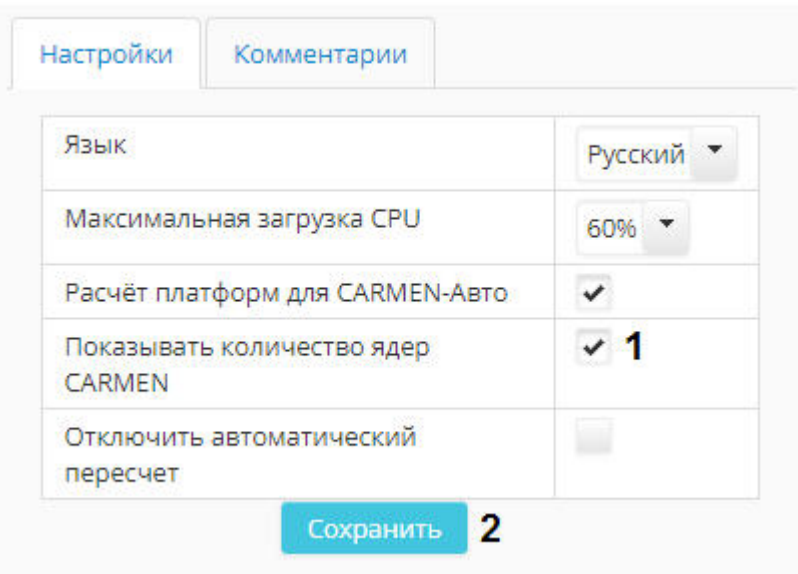 Настройки Комментарии
Язык Русский
Максимальная загрузка CPU 60%
Расчёт платформ для CARMEN-Авто
Показывать количество ядер 1
CARMEN
Отключить автоматический
пересчет
Сохранить 2